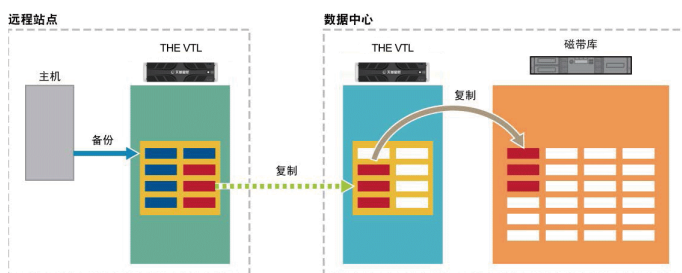 远程站点
数据中心
THE VTL
THE VTL
磁带库
主机
复制
备份
复制